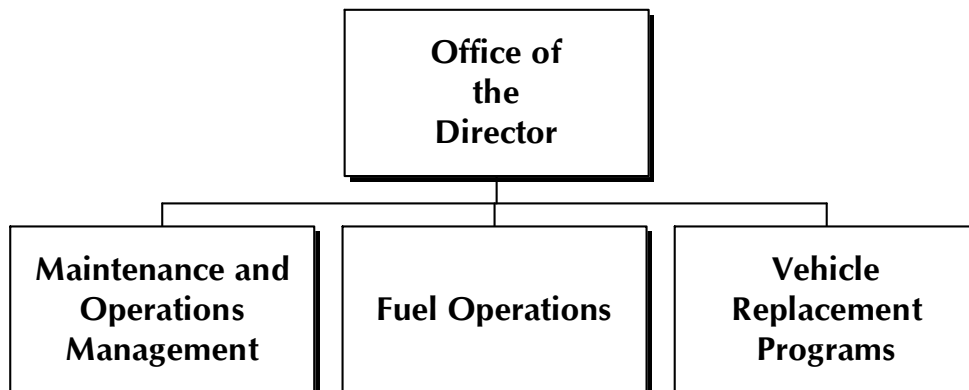 Office of
the
Director
Maintenance and
Operations
Management
Fuel Operations
Vehicle
Replacement
Programs